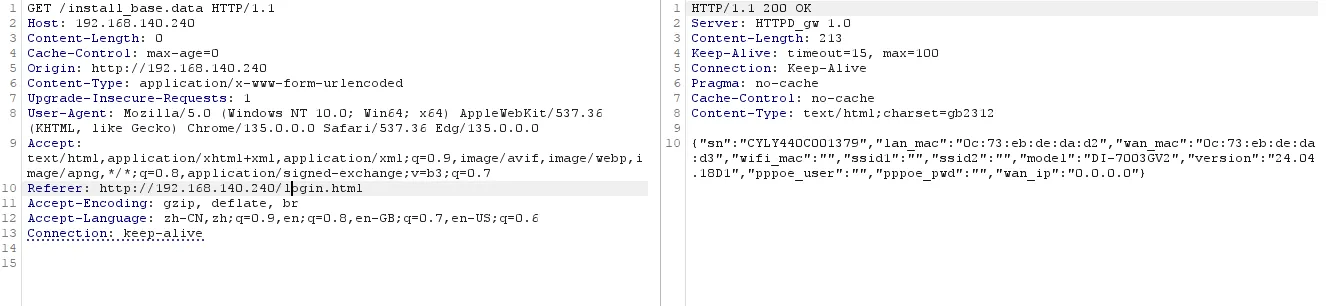 1 GET /install_base.data HTTP/1.1
2 Host: 192.168.140.240
3 Content-Length: 0
4 Cache-Control: max-age=0
5 Origin: http://192.168.140.240
6 Content-Type: application/x-www-form-urlencoded
7 Upgrade-Insecure-Requests: 1
8 User-Agent: Mozilla/5.0 (Windows NT 10.0; Win64; x64) AppleWebKit/537.36
(KHTML, like Gecko) Chrome/135.0.0.0 Safari/537.36 Edg/135.0.0.0
9 Accept:
text/html,application/xhtml+xml,application/xml;q=0.9,image/avif,image/webp,i
mage/apng,*/*;q=0.8,application/signed-exchange;v=b3;q=0.7
10 Referer: http://192.168.140.240/login.html
11 Accept-Encoding: gzip, deflate, br
12 Accept-Language: zh-CN,zh;q=0.9,en;q=0.8,en-GB;q=0.7,en-US;q=0.6
13 Connection: keep-alive
14
15
1 HTTP/1.1 200 OK
2 Server: HTTPD_gw 1.0
3 Content-Length: 213
4 Keep-Alive: timeout=15, max=100
5 Connection: Keep-Alive
6 Pragma: no-cache
7 Cache-Control: no-cache
8 Content-Type: text/html;charset=gb2312
9
10 {"sn":"CYLY440C001379","lan_mac":"0c:73:eb:de:da:d2","wan_mac":"0c:73:eb:de:da
:d3","wifi_mac":"","ssid1":"","ssid2":"","model":"DI-7003GV2","version":"24.04
.18D1","pppoe_user":"","pppoe_pwd":"","wan_ip":"0.0.0.0"}